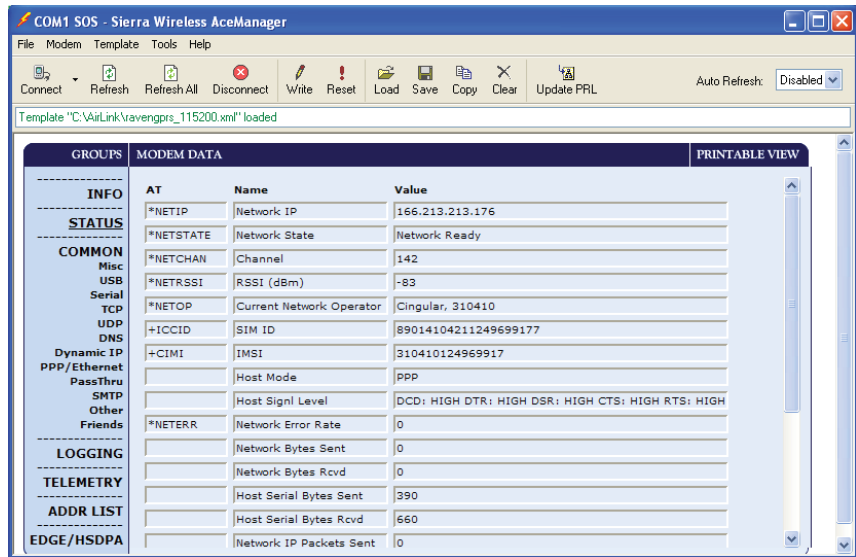 COM1 SOS - Sierra Wireless AceManager
File Modem Template Tools Help
Connect Refresh Refresh All Disconnect Write Reset Load Save Copy Clear Update PRL Auto Refresh: Disabled
Template "C:\AirLink\ravengprs_115200.xml" loaded
GROUPS MODEM DATA PRINTABLE VIEW
INFO
STATUS
COMMON
Misc
USB
Serial
TCP
UDP
DNS
Dynamic IP
PPP/Ethernet
PassThru
SMTP
Other
Friends
LOGGING
TELEMETRY
ADDR LIST
EDGE/HSDPA
AT Name Value
*NETIP Network IP 166.213.213.176
*NETSTATE Network State Network Ready
*NETCHAN Channel 142
*NETRSSI RSSI (dBm) -83
*NETOP Current Network Operator Cingular, 310410
+ICCID SIM ID 89014104211249699177
+CIMI IMSI 310410124969917
Host Mode PPP
Host Signl Level DCD: HIGH DTR: HIGH DSR: HIGH CTS: HIGH RTS: HIGH
*NETERR Network Error Rate 0
Network Bytes Sent 0
Network Bytes Rcvd 0
Host Serial Bytes Sent 390
Host Serial Bytes Rcvd 660
Network IP Packets Sent 0